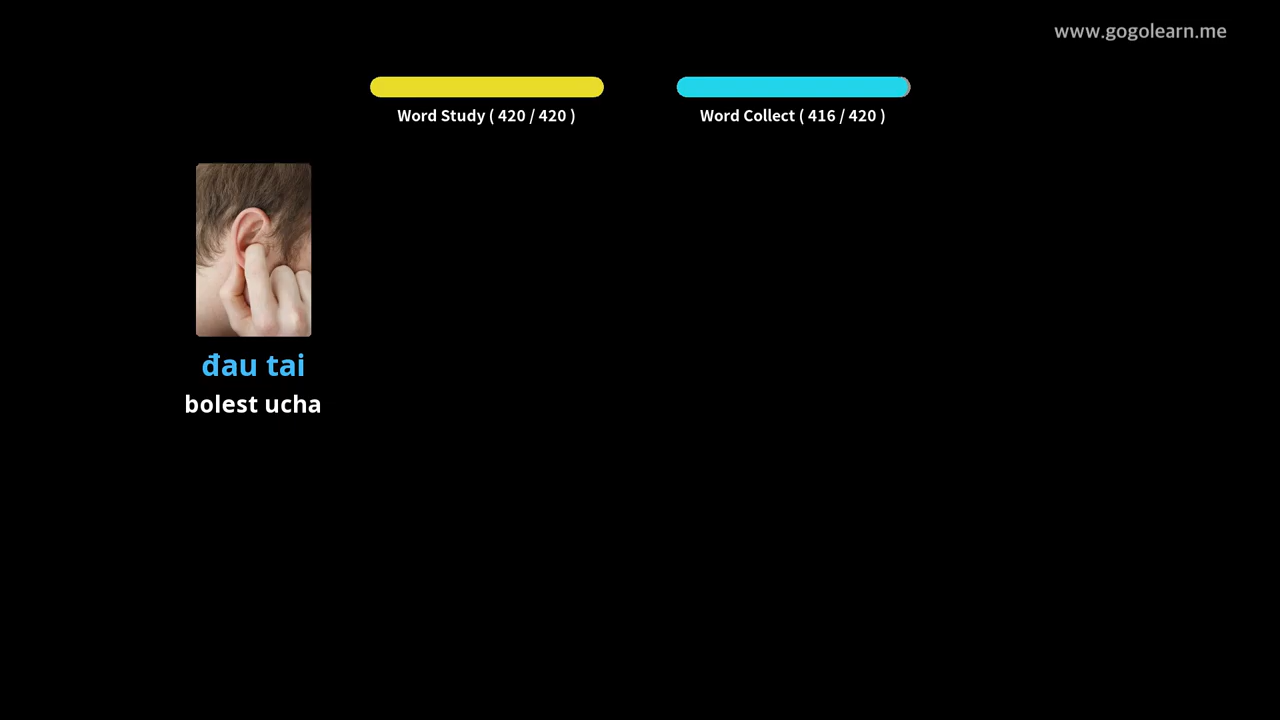 www.gogolearn.me
Word Study ( 420 / 420 )
Word Collect ( 416 / 420 )
đau tai
bolest ucha